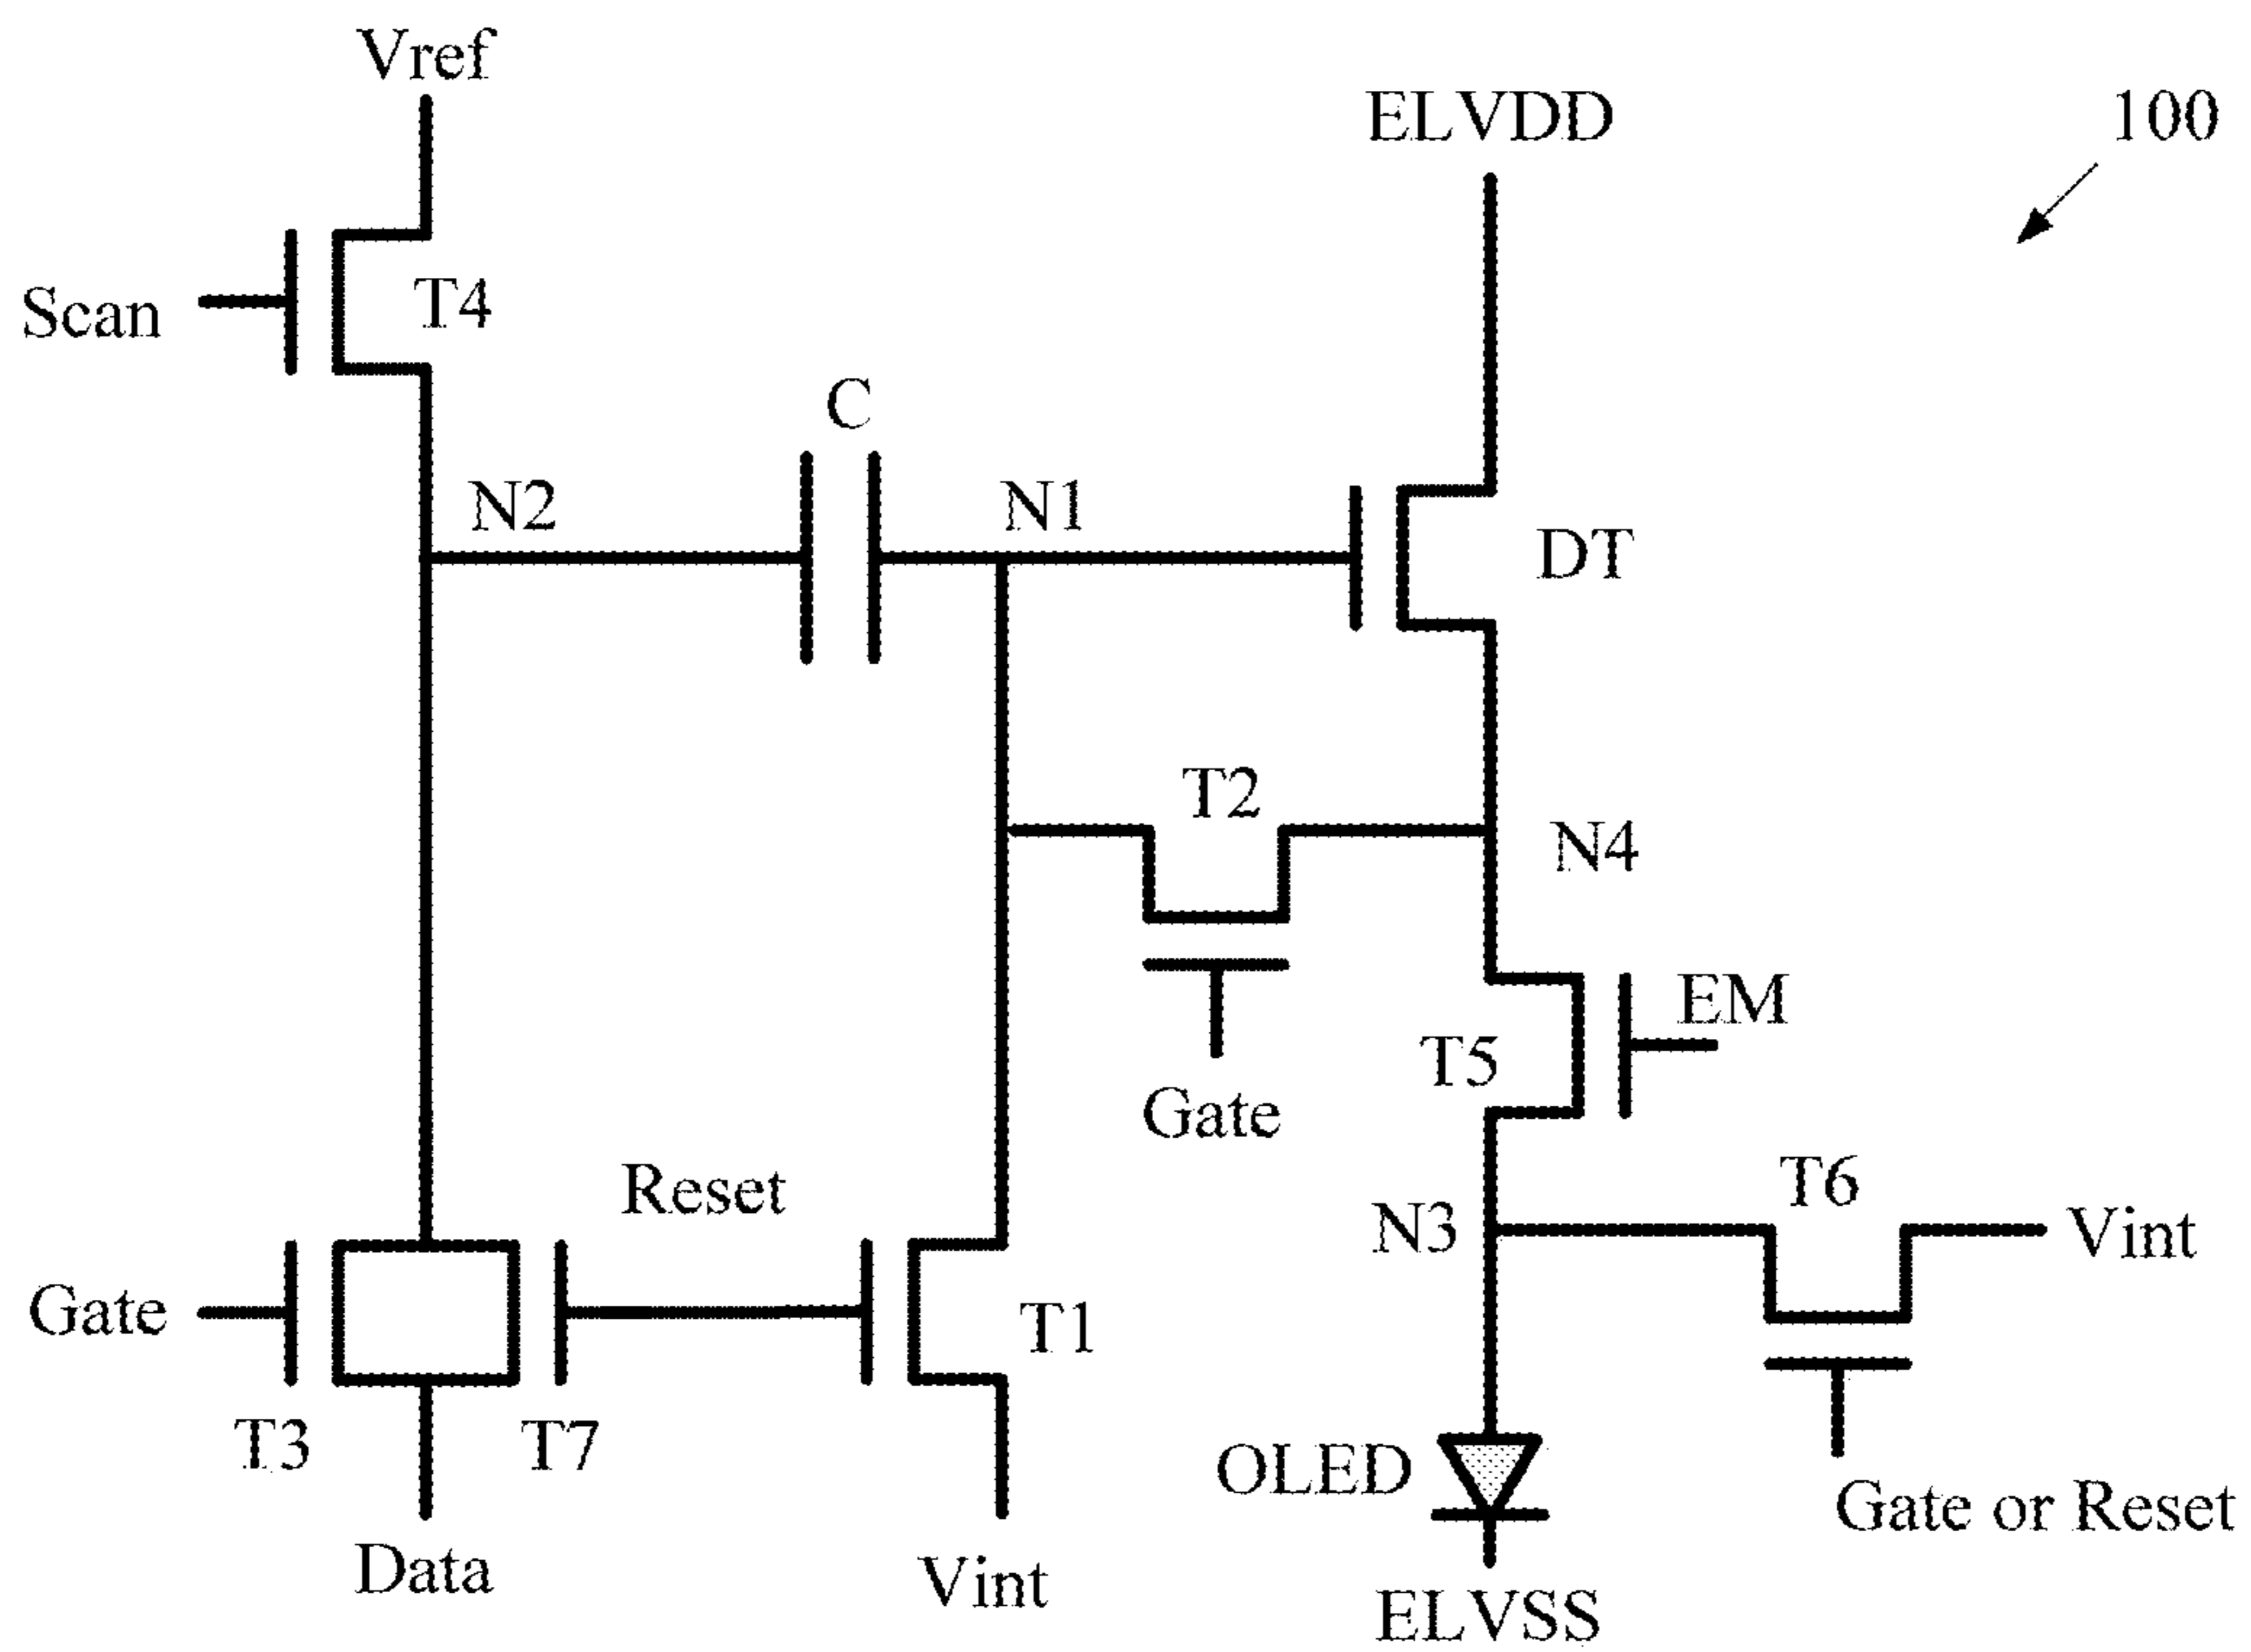 Vref
ELVDD
100
Scan
T4
C
N2
N1
DT
T2
N4
EM
T5
Gate
T6
Reset
N3
Vint
Gate
T1
T3
T7
OLED
Gate or Reset
Data
Vint
ELVSS